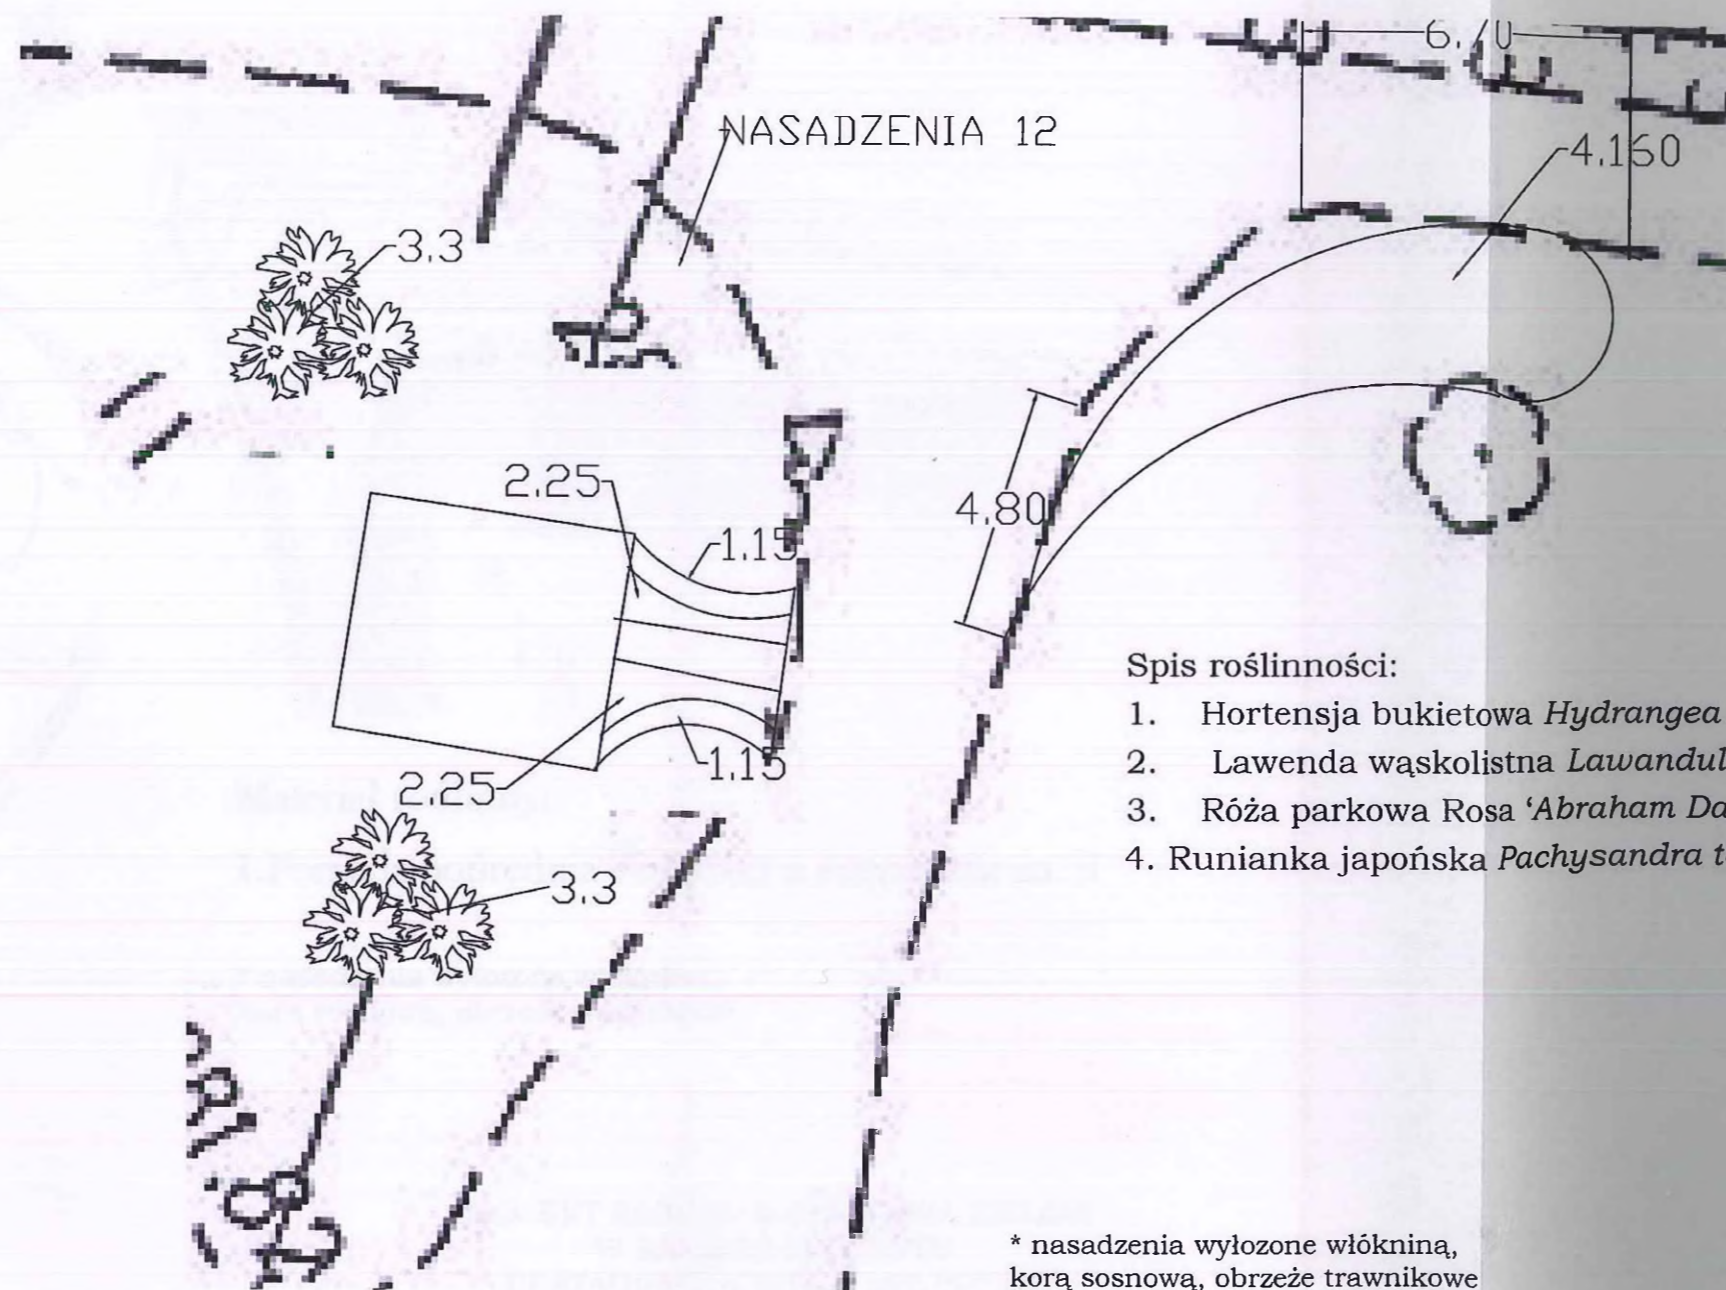 6.70
NASADZENIA 12
4.150
3.3
2.25
1.15
4.80
1.15
2.25
3.3
Spis roślinności:
1. Hortensja bukietowa Hydrangea
2. Lawenda wąskolistna Lawandul
3. Róża parkowa Rosa ‘Abraham Da
4. Runianka japońska Pachysandra t
* nasadzenia wyłozone włókniną,
korą sosnową, obrzeże trawnikowe